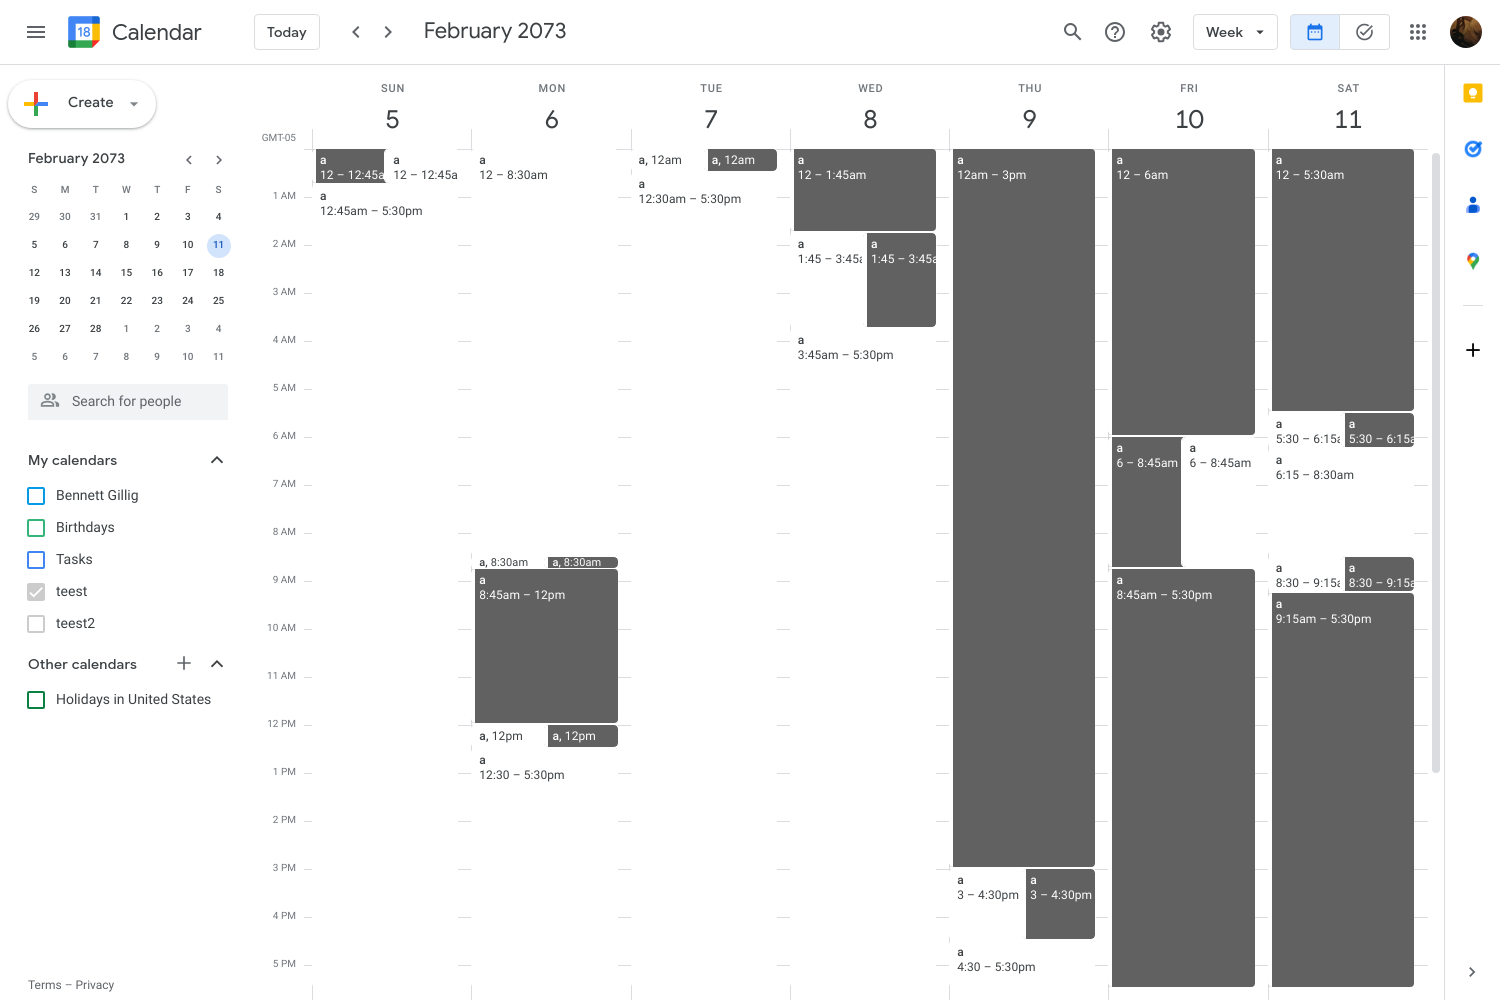 18
Calendar
Today
February 2073
Week
Create
February 2073
S M T W T F S
29 30 31 1 2 3 4
5 6 7 8 9 10 11
12 13 14 15 16 17 18
19 20 21 22 23 24 25
26 27 28 1 2 3 4
5 6 7 8 9 10 11
Search for people
My calendars
Bennett Gillig
Birthdays
Tasks
teest
teest2
Other calendars
Holidays in United States
Terms – Privacy
GMT-05
SUN MON TUE WED THU FRI SAT
5 6 7 8 9 10 11
1 AM
2 AM
3 AM
4 AM
5 AM
6 AM
7 AM
8 AM
9 AM
10 AM
11 AM
12 PM
1 PM
2 PM
3 PM
4 PM
5 PM
a
12 – 12:45a
a
12 – 12:45a
a
12:45am – 5:30pm
a
12 – 8:30am
a, 8:30am
a, 8:30am
a
8:45am – 12pm
a, 12pm
a, 12pm
a
12:30 – 5:30pm
a, 12am
a, 12am
a
12:30am – 5:30pm
a
12 – 1:45am
a
1:45 – 3:45a
a
1:45 – 3:45a
a
3:45am – 5:30pm
a
12am – 3pm
a
3 – 4:30pm
a
3 – 4:30pm
a
4:30 – 5:30pm
a
12 – 6am
a
6 – 8:45am
a
6 – 8:45am
a
8:45am – 5:30pm
a
12 – 5:30am
a
5:30 – 6:15a
a
5:30 – 6:15a
a
6:15 – 8:30am
a
8:30 – 9:15a
a
8:30 – 9:15a
a
9:15am – 5:30pm